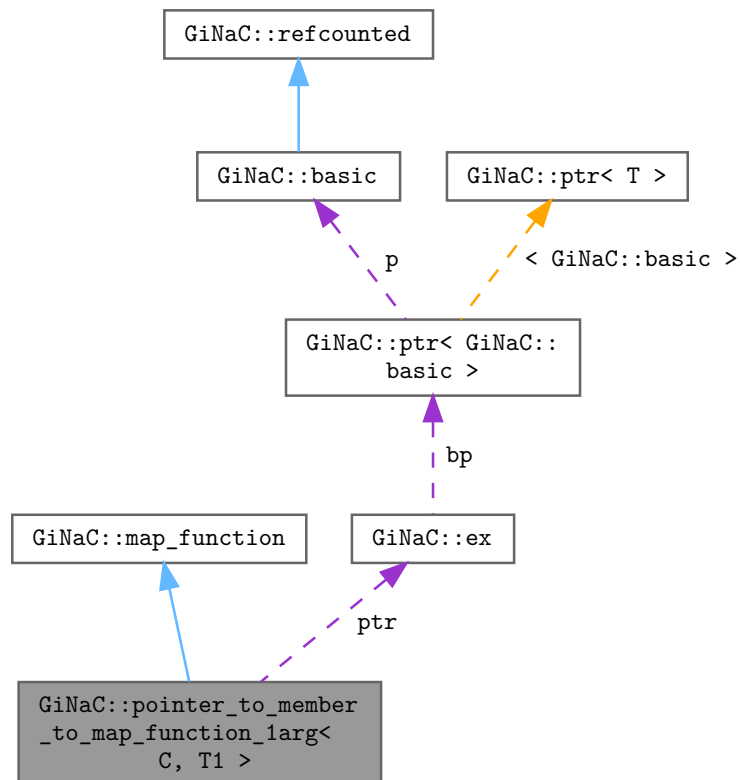 GiNaC::refcounted
GiNaC::basic
GiNaC::ptr< T >
p
< GiNaC::basic >
GiNaC::ptr< GiNaC::
basic >
bp
GiNaC::map_function
GiNaC::ex
ptr
GiNaC::pointer_to_member
_to_map_function_1arg<
C, T1 >